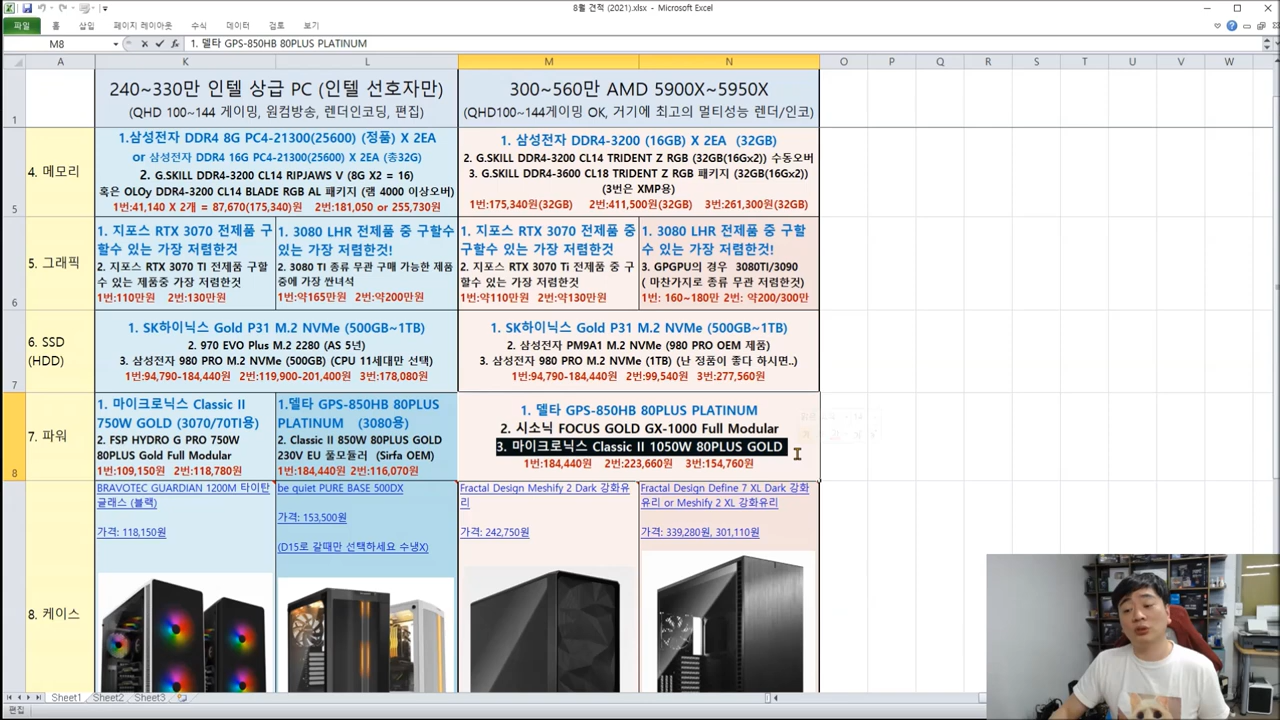 8월 견적 (2021).xlsx - Microsoft Excel
파일 홈 삽입 페이지 레이아웃 수식 데이터 검토 보기
M8 fx 1. 델타 GPS-850HB 80PLUS PLATINUM
A K L M N O P Q R S T U V W
1
240~330만 인텔 상급 PC (인텔 선호자만)
(QHD 100~144 게이밍, 원컴방송, 렌더인코딩, 편집)
300~560만 AMD 5900X~5950X
(QHD100~144게이밍 OK, 거기에 최고의 멀티성능 렌더/인코)
5
4. 메모리
1.삼성전자 DDR4 8G PC4-21300(25600) (정품) X 2EA
or 삼성전자 DDR4 16G PC4-21300(25600) X 2EA (총32G)
2. G.SKILL DDR4-3200 CL14 RIPJAWS V (8G X2 = 16)
혹은 OLOy DDR4-3200 CL14 BLADE RGB AL 패키지 (램 4000 이상오버)
1번:41,140 X 2개 = 87,670(175,340)원 2번:181,050 or 255,730원
1. 삼성전자 DDR4-3200 (16GB) X 2EA (32GB)
2. G.SKILL DDR4-3200 CL14 TRIDENT Z RGB (32GB(16Gx2)) 수동오버
3. G.SKILL DDR4-3600 CL18 TRIDENT Z RGB 패키지 (32GB(16Gx2))
(3번은 XMP용)
1번:175,340원(32GB) 2번:411,500원(32GB) 3번:261,300원(32GB)
6
5. 그래픽
1. 지포스 RTX 3070 전제품 중 구
할수 있는 가장 저렴한것
2. 지포스 RTX 3070 TI 전제품 구할
수 있는 제품중 가장 저렴한것
1번:110만원 2번:130만원
1. 3080 LHR 전제품 중 구할수
있는 가장 저렴한것!
2. 3080 TI 종류 무관 구매 가능한 제품
중에 가장 싼녀석
1번:약165만원 2번:약200만원
1. 지포스 RTX 3070 전제품 중
구할수 있는 가장 저렴한것
2. 지포스 RTX 3070 Ti 전제품 중 구
할수 있는 가장 저렴한것
1번:약110만원 2번:약130만원
1. 3080 LHR 전제품 중 구할
수 있는 가장 저렴한것!
3. GPGPU의 경우 3080TI/3090
( 마찬가지로 종류 무관 저렴한것)
1번: 160~180만 2번: 약200/300만
7
6. SSD
(HDD)
1. SK하이닉스 Gold P31 M.2 NVMe (500GB~1TB)
2. 970 EVO Plus M.2 2280 (AS 5년)
3. 삼성전자 980 PRO M.2 NVMe (500GB) (CPU 11세대만 선택)
1번:94,790-184,440원 2번:119,900-201,400원 3번:178,080원
1. SK하이닉스 Gold P31 M.2 NVMe (500GB~1TB)
2. 삼성전자 PM9A1 M.2 NVMe (980 PRO OEM 제품)
3. 삼성전자 980 PRO M.2 NVMe (1TB) (난 정품이 좋다 하시면..)
1번:94,790-184,440원 2번:99,540원 3번:277,560원
8
7. 파워
1. 마이크로닉스 Classic II
750W GOLD (3070/70TI용)
2. FSP HYDRO G PRO 750W
80PLUS Gold Full Modular
1번:109,150원 2번:118,780원
1.델타 GPS-850HB 80PLUS
PLATINUM (3080용)
2. Classic II 850W 80PLUS GOLD
230V EU 풀모듈러 (Sirfa OEM)
1번:184,440원 2번:116,070원
1. 델타 GPS-850HB 80PLUS PLATINUM
2. 시소닉 FOCUS GOLD GX-1000 Full Modular
3. 마이크로닉스 Classic II 1050W 80PLUS GOLD
1번:184,440원 2번:223,660원 3번:154,760원
8. 케이스
BRAVOTEC GUARDIAN 1200M 타이탄
글래스 (블랙)
가격: 118,150원
be quiet PURE BASE 500DX
가격: 153,500원
(D15로 갈때만 선택하세요 수냉X)
Fractal Design Meshify 2 Dark 강화유
리
가격: 242,750원
Fractal Design Define 7 XL Dark 강화
유리 or Meshify 2 XL 강화유리
가격: 339,280원, 301,110원
Sheet1 Sheet2 Sheet3
편집